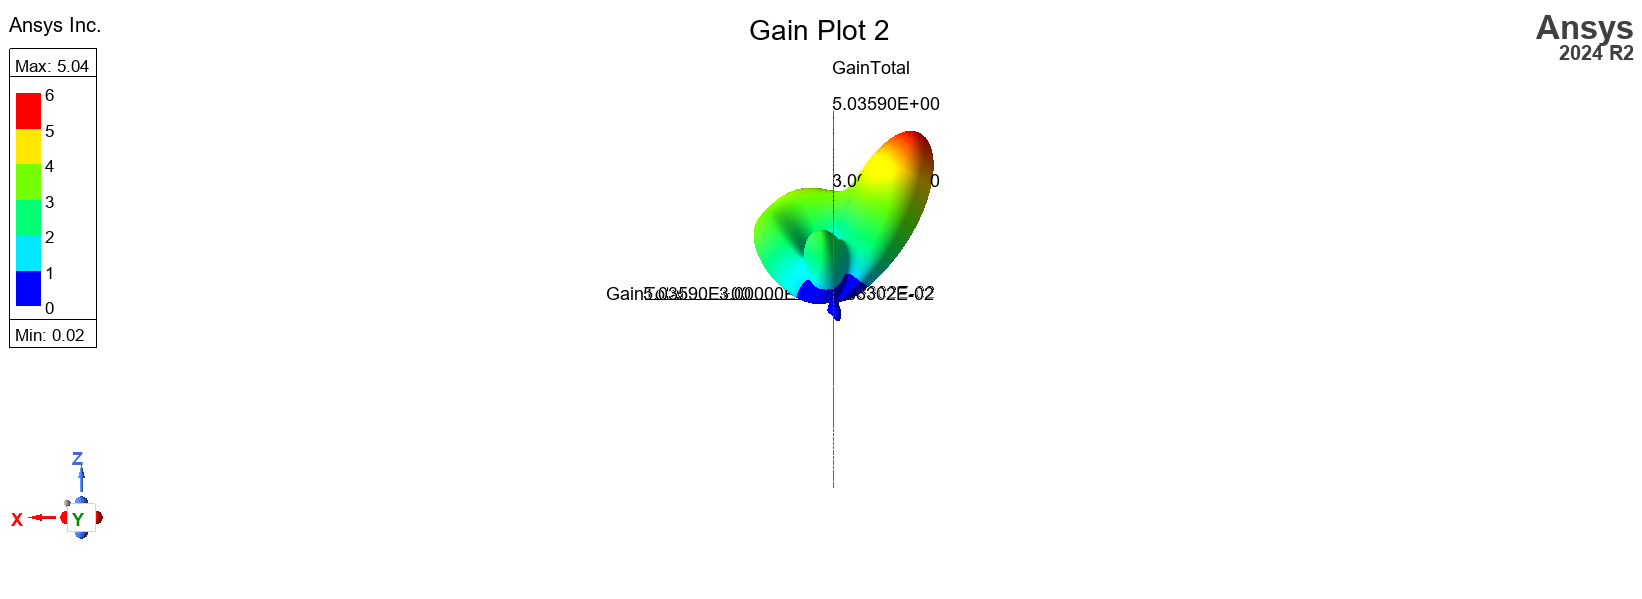 Ansys Inc.
Gain Plot 2
Ansys
2024 R2
Max: 5.04
6
5
4
3
2
1
0
Min: 0.02
GainTotal
5.03590E+00
Z
X
Y